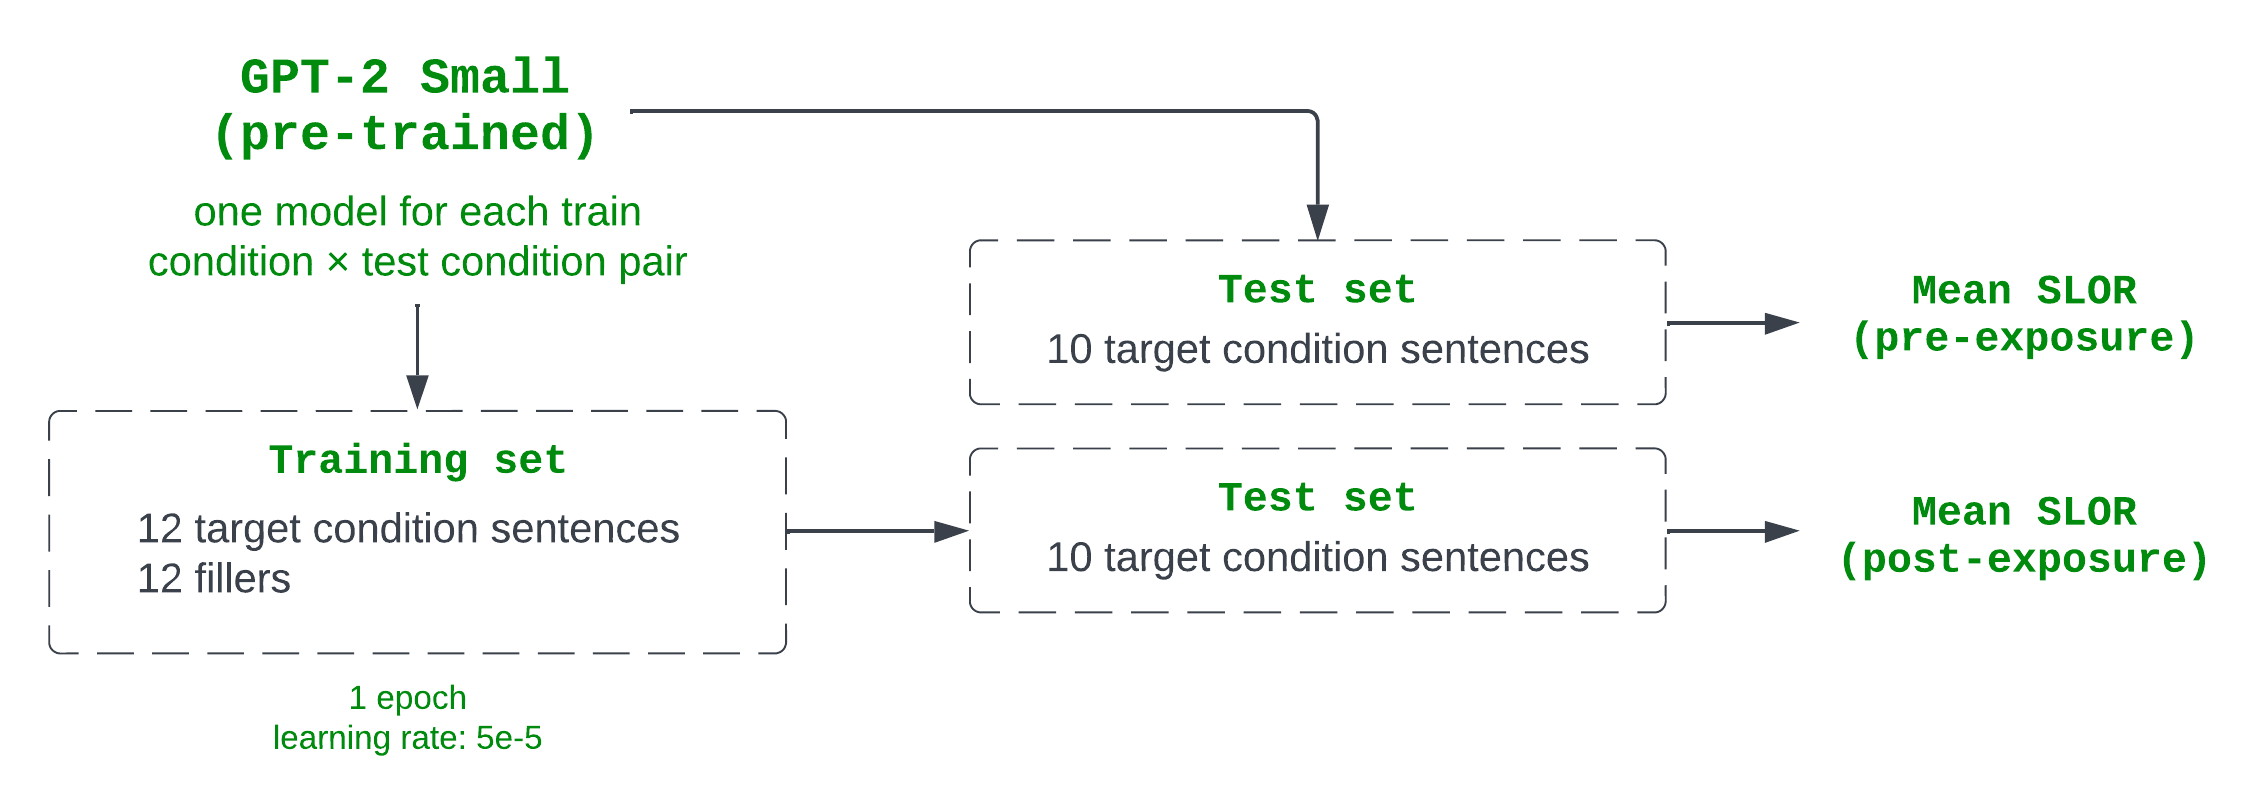 GPT-2 Small
(pre-trained)
one model for each train
condition × test condition pair
Training set
12 target condition sentences
12 fillers
1 epoch
learning rate: 5e-5
Test set
10 target condition sentences
Mean SLOR
(pre-exposure)
Test set
10 target condition sentences
Mean SLOR
(post-exposure)